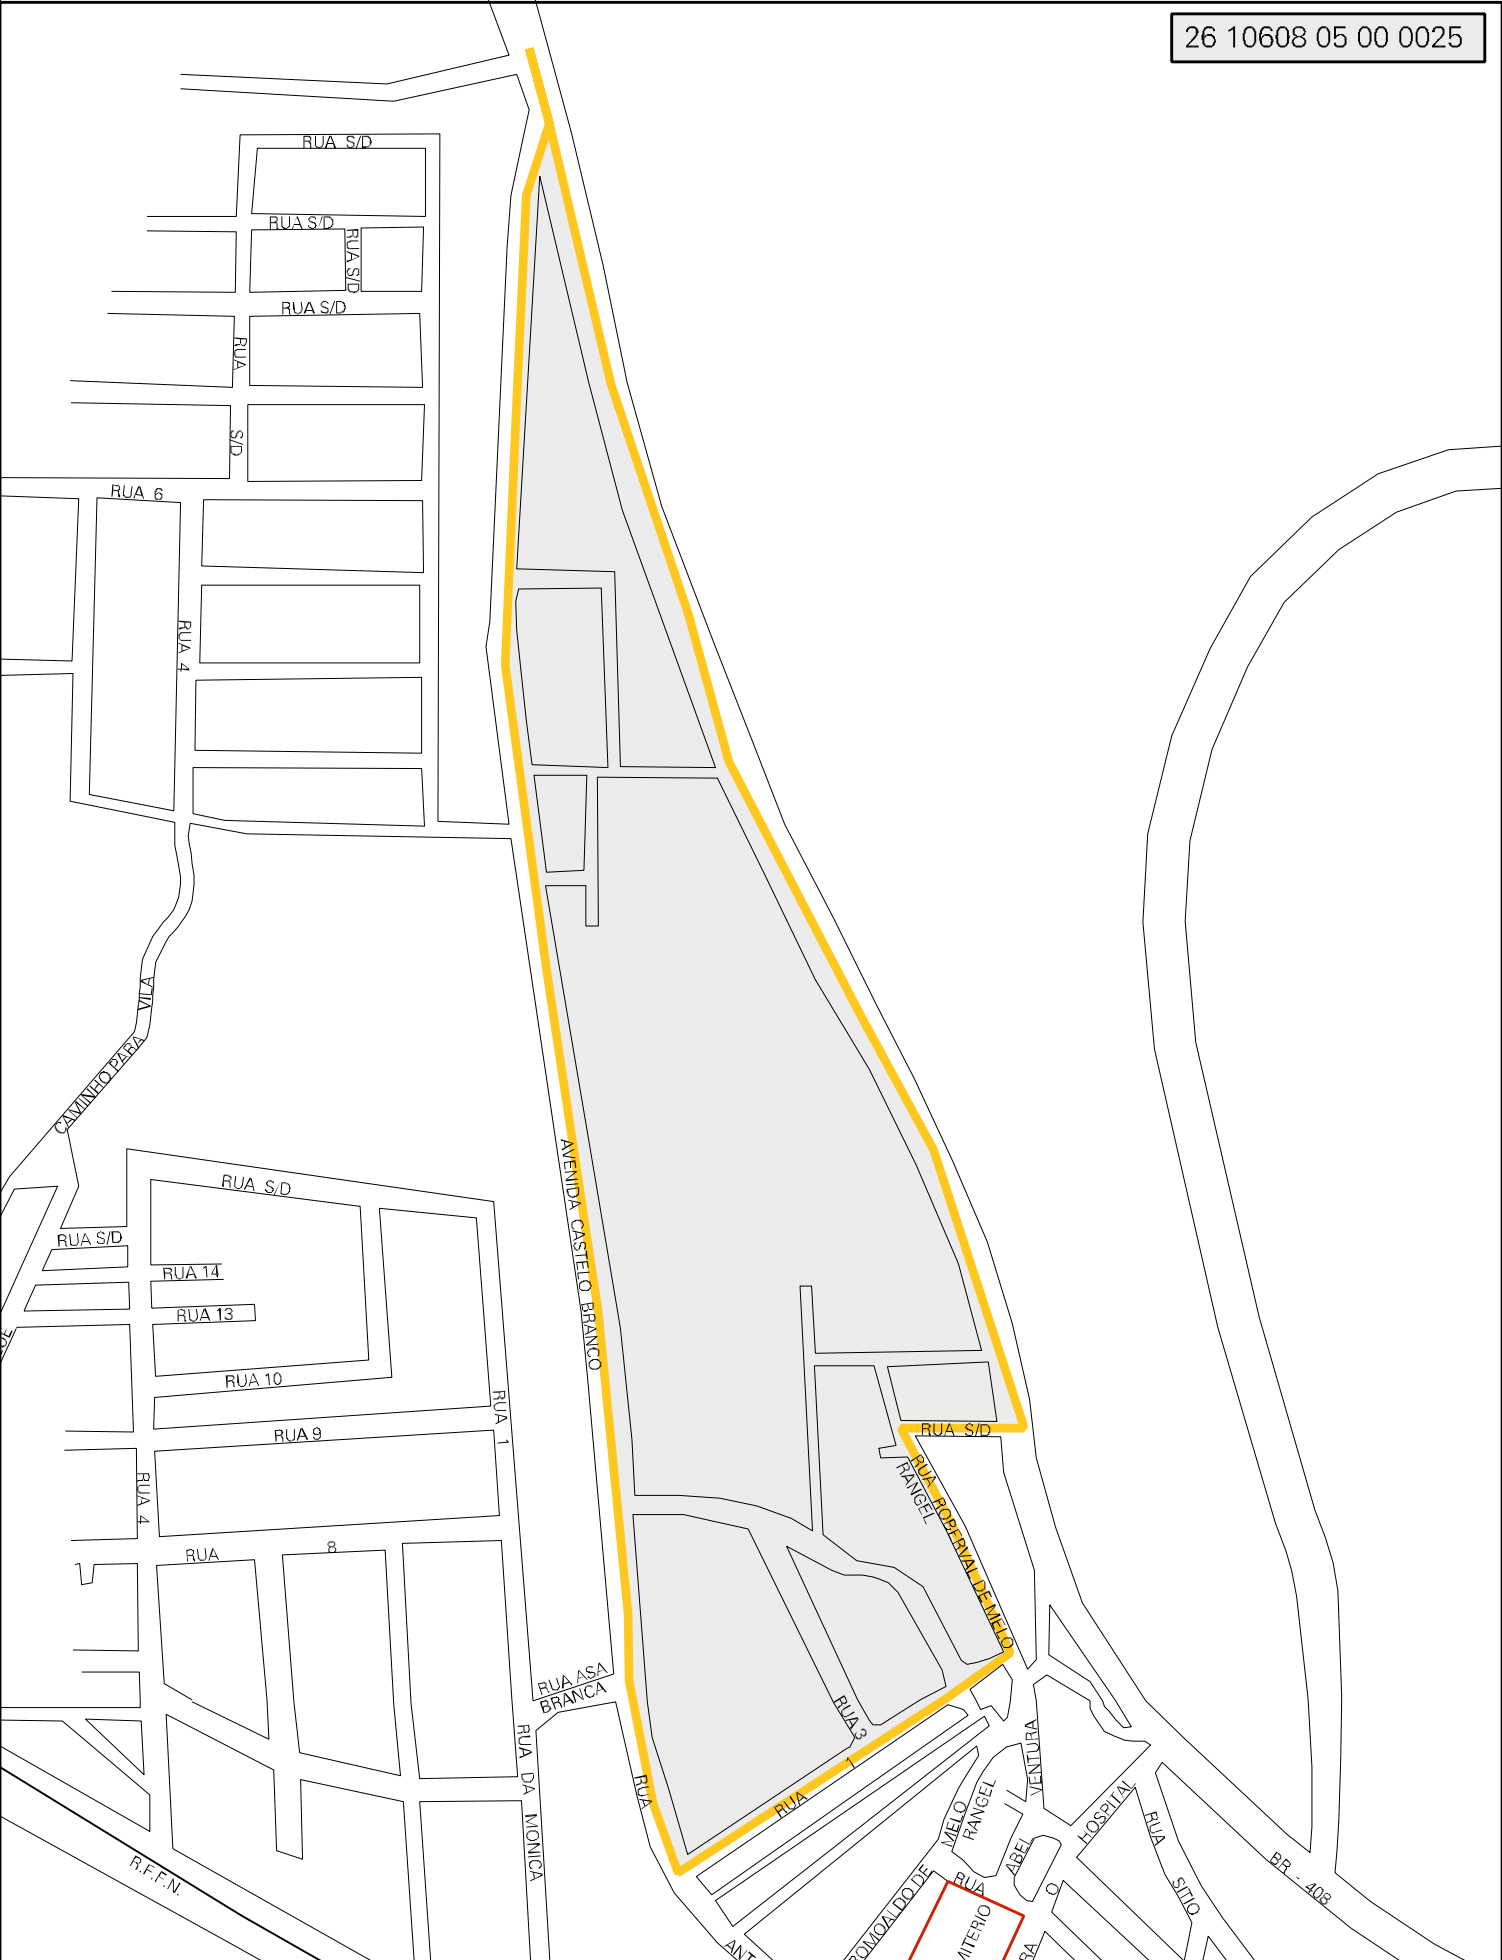 26 10608 05 00 0025
RUA S/D
RUA S/D
RUA S/D
RUA S/D
RUA
S/D
RUA 6
RUA 4
VILA
CAMINHO PARA
AVENIDA CASTELO BRANCO
RUA S/D
RUA S/D
RUA 14
RUA 13
RUA 10
RUA 9
RUA 1
RUA 4
RUA 8
RUA S/D
RUA ROBERVAL DE MELO
RANGEL
RUA ASA
BRANCA
RUA 3
RUA 1
RUA
RUA DA MONICA
VENTURA
MELO
RANGEL
ABEL
HOSPITAL
RUA
SITIO
BR - 408
R.F.F.N.
ROMOALDO DE
RUA
O
MITERIO
ANT
RA